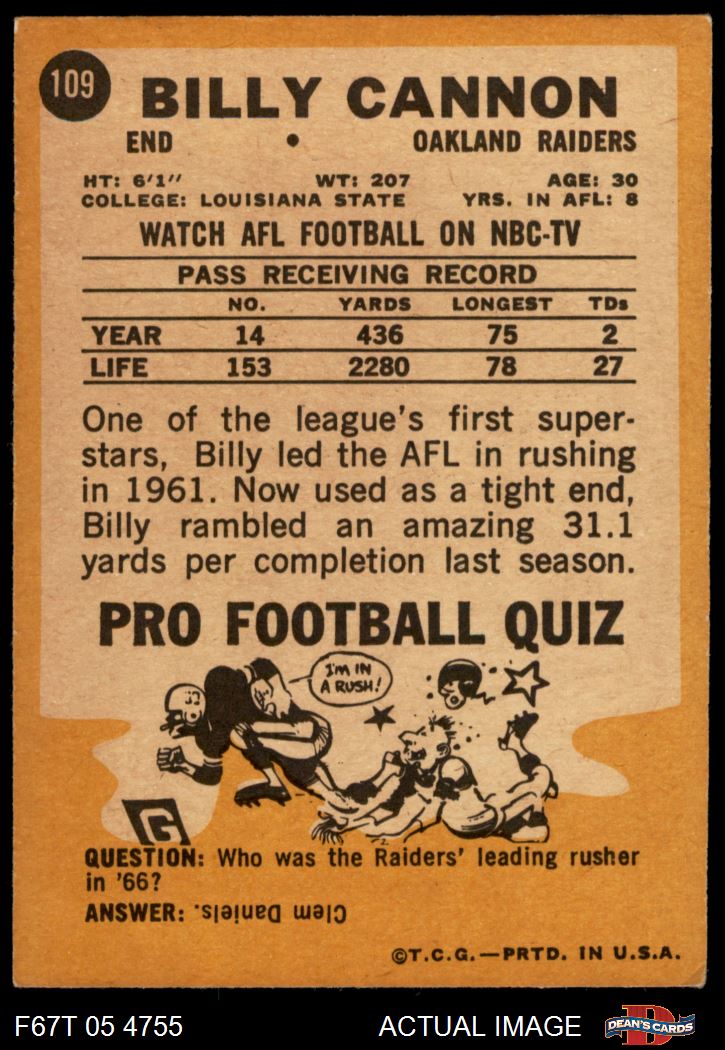 109
BILLY CANNON
END • OAKLAND RAIDERS
HT: 6'1" WT: 207 AGE: 30
COLLEGE: LOUISIANA STATE YRS. IN AFL: 8
WATCH AFL FOOTBALL ON NBC-TV
PASS RECEIVING RECORD
NO. YARDS LONGEST TDs
YEAR 14 436 75 2
LIFE 153 2280 78 27
One of the league's first super-
stars, Billy led the AFL in rushing
in 1961. Now used as a tight end,
Billy rambled an amazing 31.1
yards per completion last season.
PRO FOOTBALL QUIZ
I'M IN
A RUSH!
G
QUESTION: Who was the Raiders' leading rusher
in '66?
ANSWER: Clem Daniels.
©T.C.G.—PRTD. IN U.S.A.
F67T 05 4755 ACTUAL IMAGE
D
DEAN'S CARDS